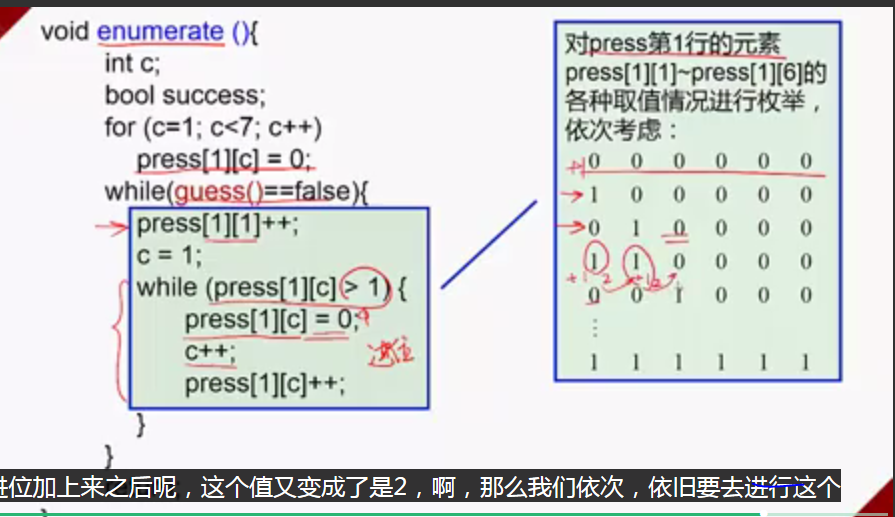 void enumerate (){
int c;
bool success;
for (c=1; c<7; c++)
press[1][c] = 0;
while(guess()==false){
press[1][1]++;
c = 1;
while (press[1][c] > 1) {
press[1][c] = 0;
c++;
进位
press[1][c]++;
}
}
对press第1行的元素
press[1][1]~press[1][6]的
各种取值情况进行枚举，
依次考虑：
+1 0 0 0 0 0 0
1 0 0 0 0 0
0 1 0 0 0 0
1 1 0 0 0 0
0 0 1 0 0 0
⋮
1 1 1 1 1 1
进位加上来之后呢，这个值又变成了是2，啊，那么我们依次，依旧要去进行这个